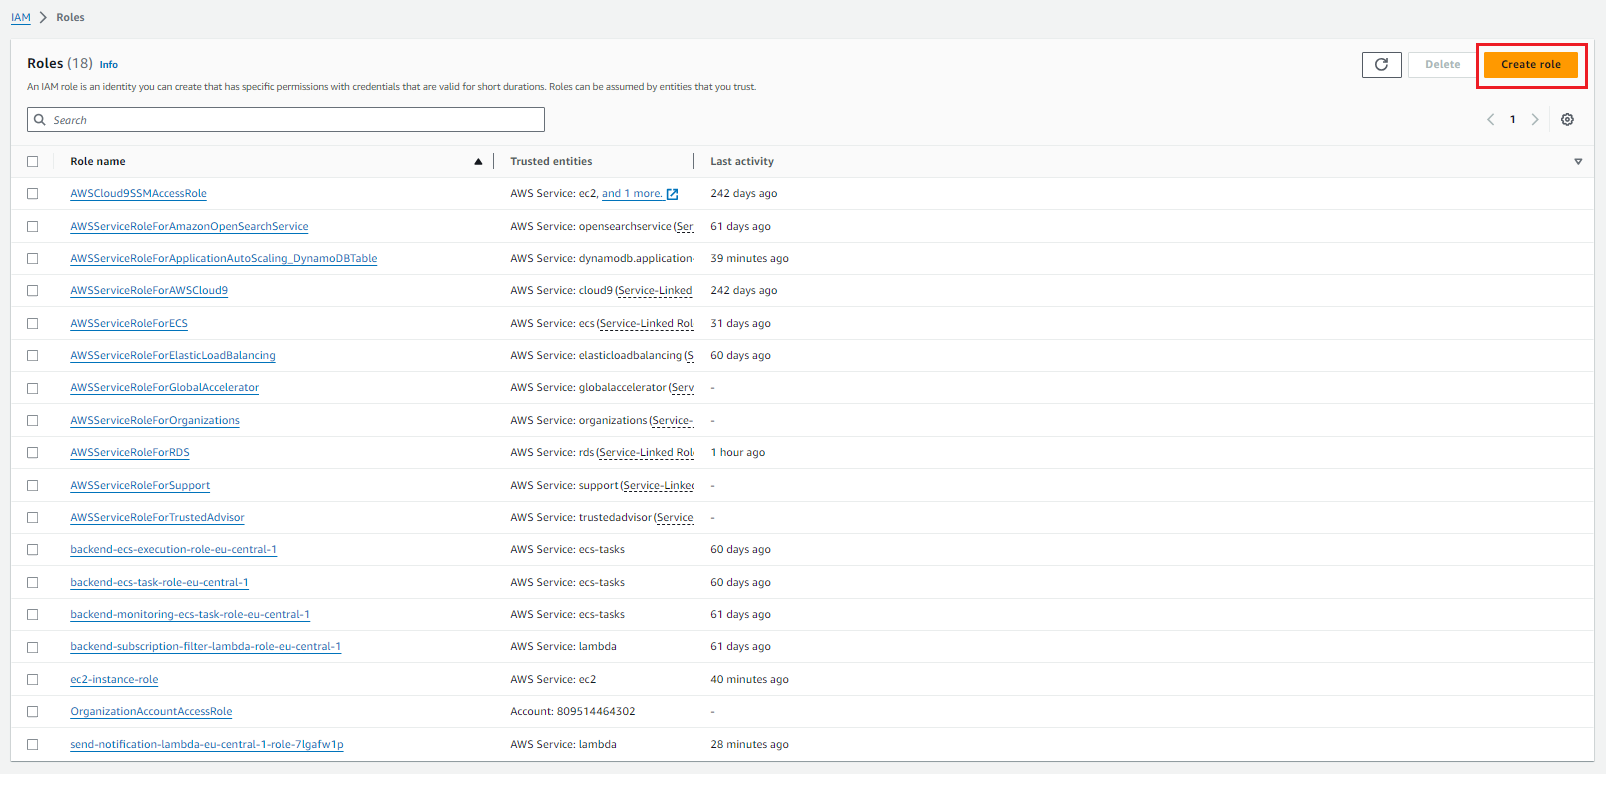 IAM > Roles
Roles (18) Info
Delete
Create role
An IAM role is an identity you can create that has specific permissions with credentials that are valid for short durations. Roles can be assumed by entities that you trust.
Search
1
Role name Trusted entities Last activity
AWSCloud9SSMAccessRole AWS Service: ec2, and 1 more. 242 days ago
AWSServiceRoleForAmazonOpenSearchService AWS Service: opensearchservice (Ser 61 days ago
AWSServiceRoleForApplicationAutoScaling_DynamoDBTable AWS Service: dynamodb.application- 39 minutes ago
AWSServiceRoleForAWSCloud9 AWS Service: cloud9 (Service-Linked 242 days ago
AWSServiceRoleForECS AWS Service: ecs (Service-Linked Rol 31 days ago
AWSServiceRoleForElasticLoadBalancing AWS Service: elasticloadbalancing (S 60 days ago
AWSServiceRoleForGlobalAccelerator AWS Service: globalaccelerator (Serv -
AWSServiceRoleForOrganizations AWS Service: organizations (Service- -
AWSServiceRoleForRDS AWS Service: rds (Service-Linked Rol 1 hour ago
AWSServiceRoleForSupport AWS Service: support (Service-Linked -
AWSServiceRoleForTrustedAdvisor AWS Service: trustedadvisor (Service -
backend-ecs-execution-role-eu-central-1 AWS Service: ecs-tasks 60 days ago
backend-ecs-task-role-eu-central-1 AWS Service: ecs-tasks 60 days ago
backend-monitoring-ecs-task-role-eu-central-1 AWS Service: ecs-tasks 61 days ago
backend-subscription-filter-lambda-role-eu-central-1 AWS Service: lambda 61 days ago
ec2-instance-role AWS Service: ec2 40 minutes ago
OrganizationAccountAccessRole Account: 809514464302 -
send-notification-lambda-eu-central-1-role-7lgafw1p AWS Service: lambda 28 minutes ago